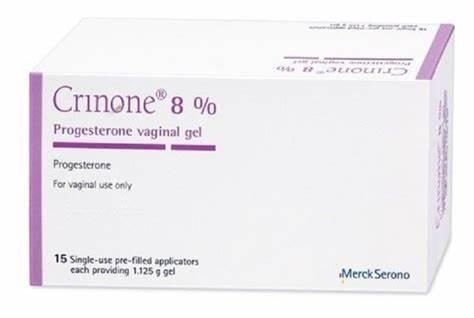 Crinone® 8 %
Progesterone vaginal gel
Progesterone
For vaginal use only
15 Single-use pre-filled applicators
each providing 1.125 g gel
MerckSerono
Crinone® 8 %